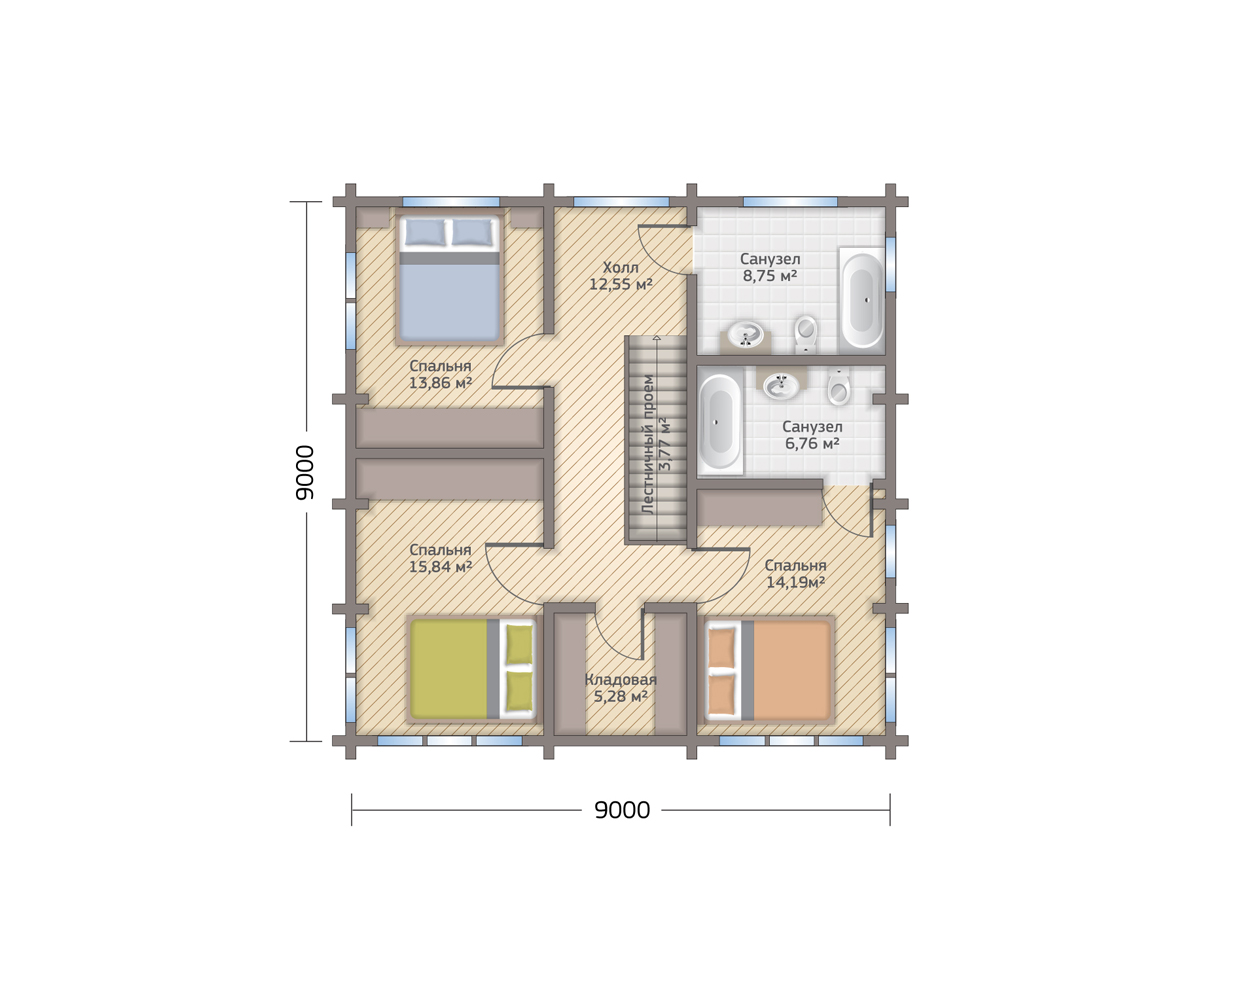 Холл
12,55 м²
Санузел
8,75 м²
Спальня
13,86 м²
Лестничный проем
3,77 м²
Санузел
6,76 м²
9000
Спальня
15,84 м²
Спальня
14,19м²
Кладовая
5,28 м²
9000